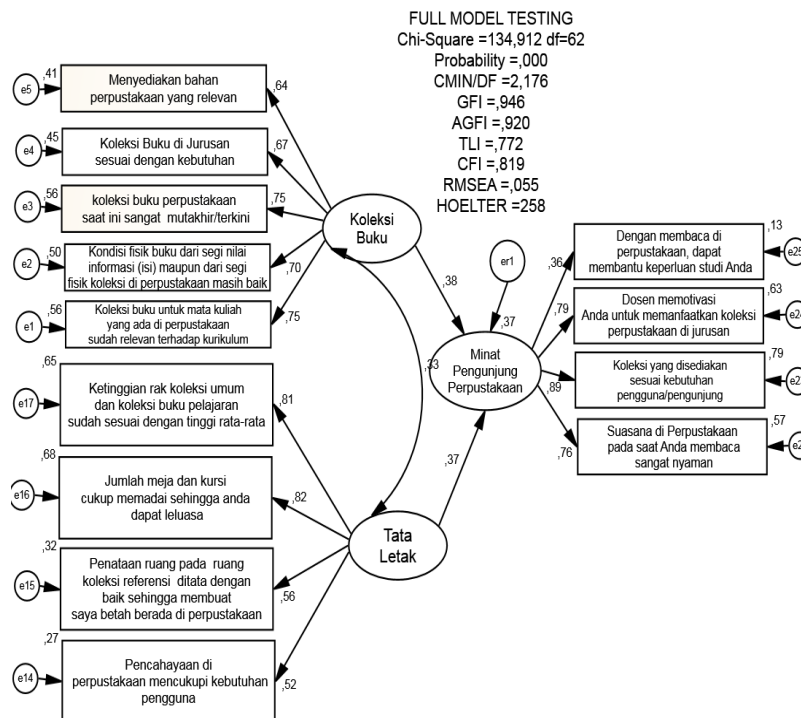 FULL MODEL TESTING
Chi-Square =134,912 df=62
Probability =,000
CMIN/DF =2,176
GFI =,946
AGFI =,920
TLI =,772
CFI =,819
RMSEA =,055
HOELTER =258
e5
,41
Menyediakan bahan
perpustakaan yang relevan
,64
e4
,45
Koleksi Buku di Jurusan
sesuai dengan kebutuhan
,67
e3
,56
koleksi buku perpustakaan
saat ini sangat mutakhir/terkini
,75
e2
,50
Kondisi fisik buku dari segi nilai
informasi (isi) maupun dari segi
fisik koleksi di perpustakaan masih baik
,70
e1
,56
Koleksi buku untuk mata kuliah
yang ada di perpustakaan
sudah relevan terhadap kurikulum
,75
Koleksi
Buku
,38
,33
er1
,37
Minat
Pengunjung
Perpustakaan
,37
Tata
Letak
,65
e17
Ketinggian rak koleksi umum
dan koleksi buku pelajaran
sudah sesuai dengan tinggi rata-rata
,81
,68
e16
Jumlah meja dan kursi
cukup memadai sehingga anda
dapat leluasa
,82
,32
e15
Penataan ruang pada ruang
koleksi referensi ditata dengan
baik sehingga membuat
saya betah berada di perpustakaan
,56
,27
e14
Pencahayaan di
perpustakaan mencukupi kebutuhan
pengguna
,52
,36
,13
Dengan membaca di
perpustakaan, dapat
membantu keperluan studi Anda
e25
,79
,63
Dosen memotivasi
Anda untuk memanfaatkan koleksi
perpustakaan di jurusan
,89
,79
Koleksi yang disediakan
sesuai kebutuhan
pengguna/pengunjung
,76
,57
Suasana di Perpustakaan
pada saat Anda membaca
sangat nyaman